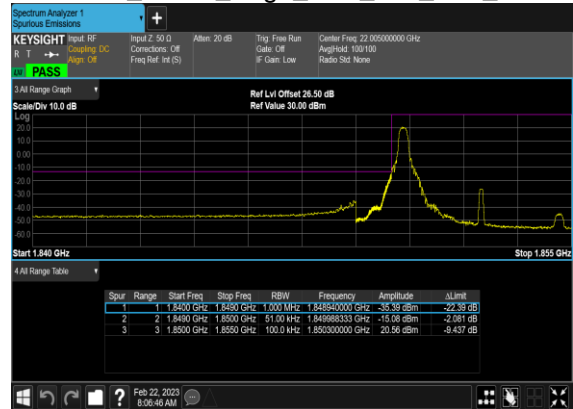 Spectrum Analyzer 1
Spurious Emissions
+
KEYSIGHT
R T
LW PASS
Input: RF
Coupling: DC
Align: Off
Input Z: 50 Ω
Corrections: Off
Freq Ref: Int (S)
Atten: 20 dB
Trig: Free Run
Gate: Off
IF Gain: Low
Center Freq: 22.005000000 GHz
Avg|Hold: 100/100
Radio Std: None
3 All Range Graph
Scale/Div 10.0 dB
Ref Lvl Offset 26.50 dB
Ref Value 30.00 dBm
Log
20.0
10.0
0.00
-10.0
-20.0
-30.0
-40.0
-50.0
-60.0
Start 1.840 GHz
Stop 1.855 GHz
4 All Range Table
Spur Range Start Freq Stop Freq RBW Frequency Amplitude ΔLimit
1 1 1.8400 GHz 1.8490 GHz 1.000 MHz 1.848940000 GHz -35.39 dBm -22.39 dB
2 2 1.8490 GHz 1.8500 GHz 51.00 kHz 1.849988333 GHz -15.08 dBm -2.081 dB
3 3 1.8500 GHz 1.8550 GHz 100.0 kHz 1.850300000 GHz 20.56 dBm -9.437 dB
?
Feb 22, 2023
8:06:46 AM